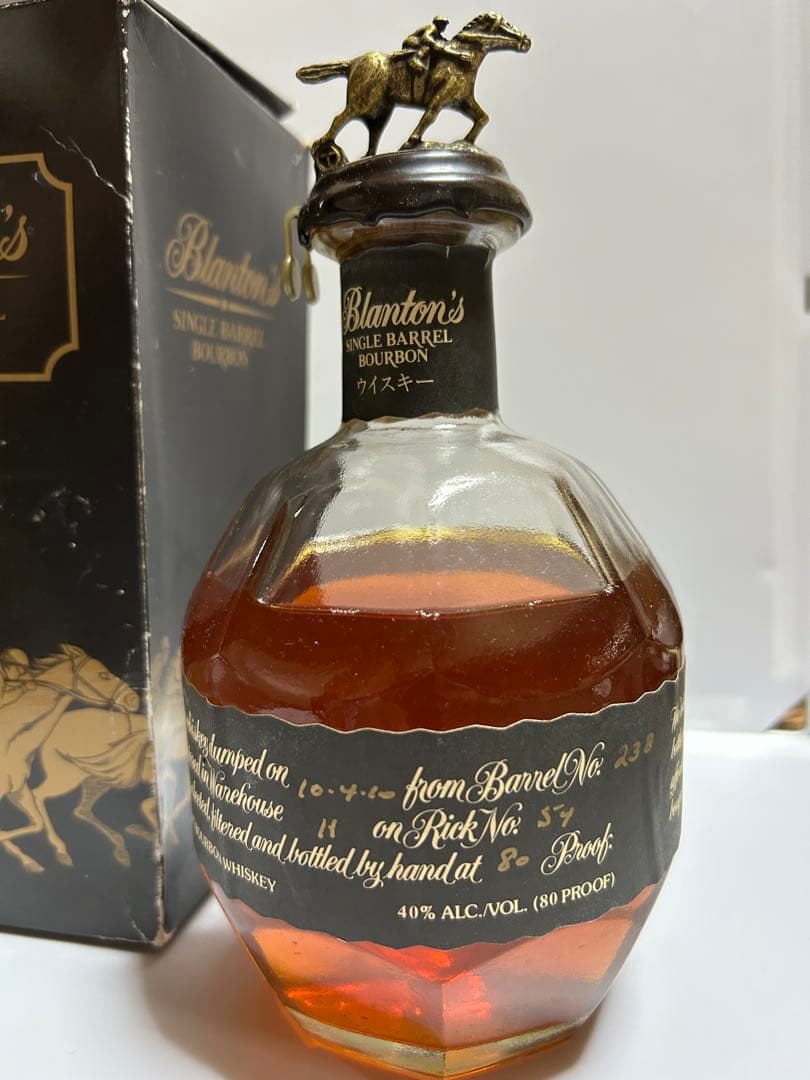 's
Blanton's
SINGLE BARREL
BOURBON
Blanton's
SINGLE BARREL
BOURBON
ウイスキー
whiskey dumped on 10-4-10 from Barrel No. 238
in Warehouse H on Rick No. 54
filtered and bottled by hand at 80 Proof.
BOURBON WHISKEY
40% ALC./VOL. (80 PROOF)